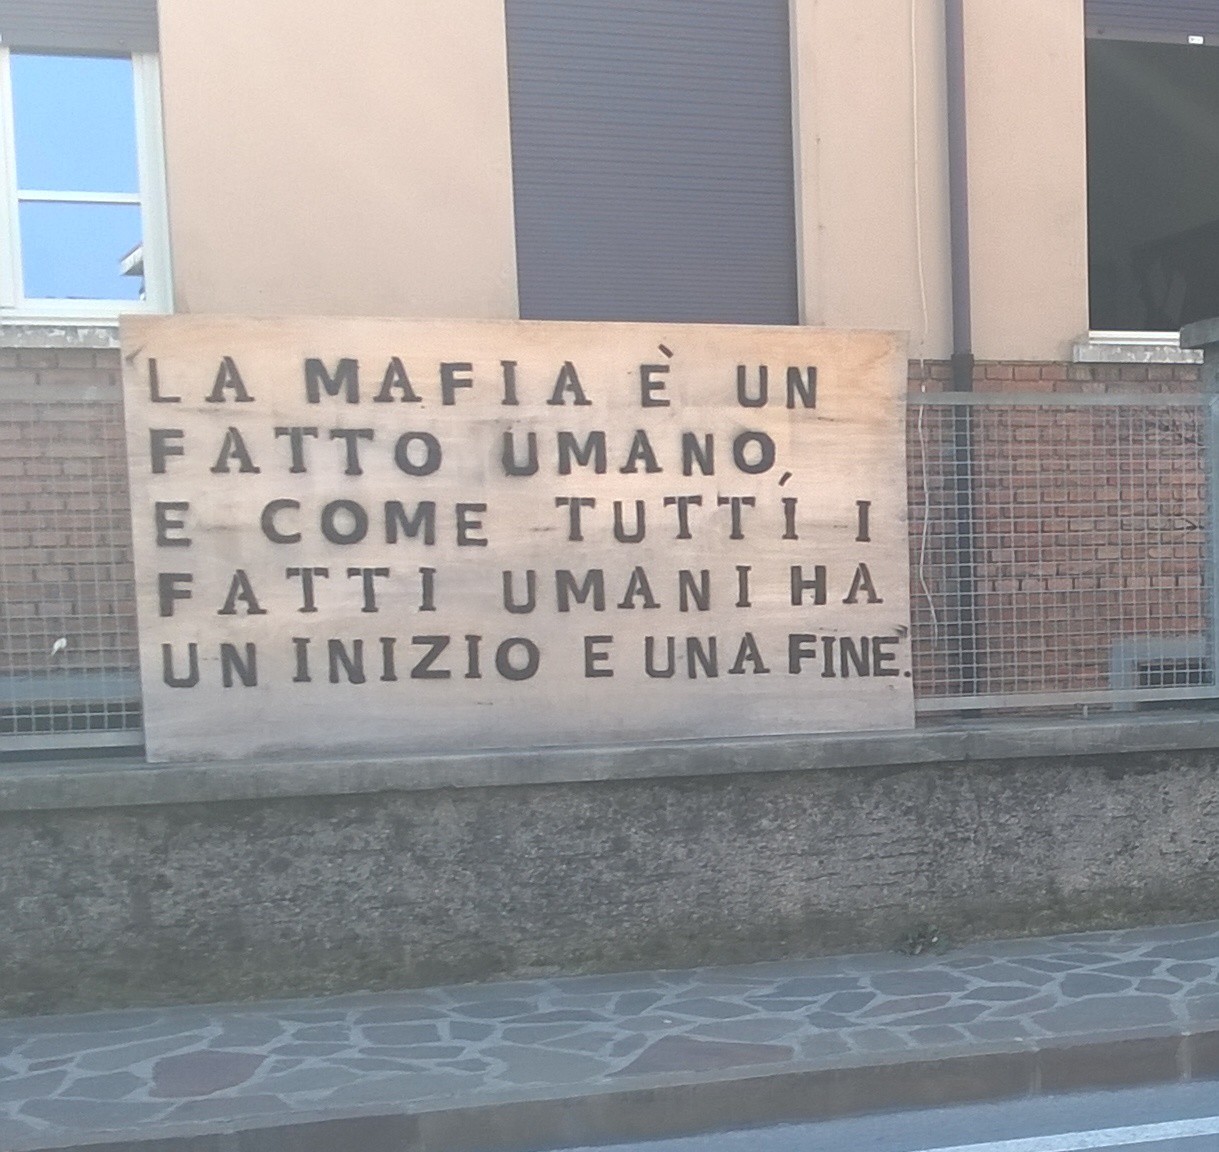 LA MAFIA È UN
FATTO UMANO,
E COME TUTTI I
FATTI UMANI HA
UN INIZIO E UNA FINE.